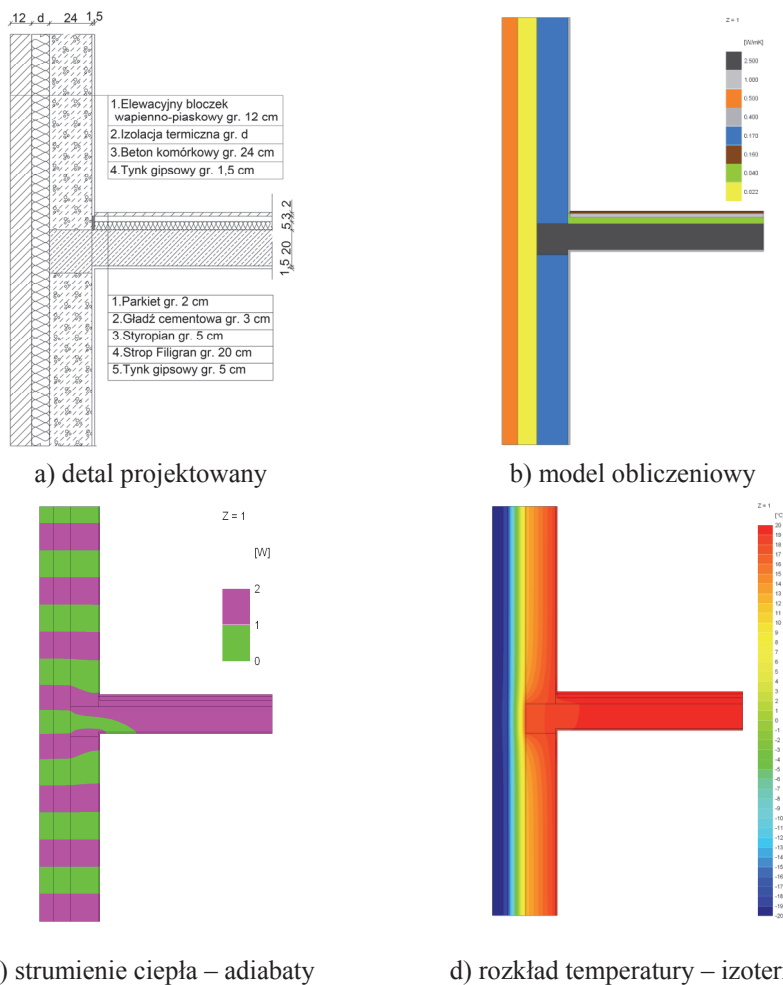 12 d 24 1,5
1.Elewacyjny bloczek
wapienno-piaskowy gr. 12 cm
2.Izolacja termiczna gr. d
3.Beton komórkowy gr. 24 cm
4.Tynk gipsowy gr. 1,5 cm
1,5 20 5 3 2
1.Parkiet gr. 2 cm
2.Gładź cementowa gr. 3 cm
3.Styropian gr. 5 cm
4.Strop Filigran gr. 20 cm
5.Tynk gipsowy gr. 5 cm
a) detal projektowany
Z = 1
[W/mK]
2.500
1.900
0.500
0.400
0.170
0.160
0.040
0.022
b) model obliczeniowy
Z = 1
[W]
2
1
0
) strumienie ciepła – adiabaty
Z = 1
[°C]
20
19
18
17
16
15
14
13
12
11
10
9
8
7
6
5
4
3
2
1
0
-1
-2
-3
-4
-5
-6
-7
-8
-9
-10
-11
-12
-13
-14
-15
-16
-17
-18
-19
-20
d) rozkład temperatury – izoter